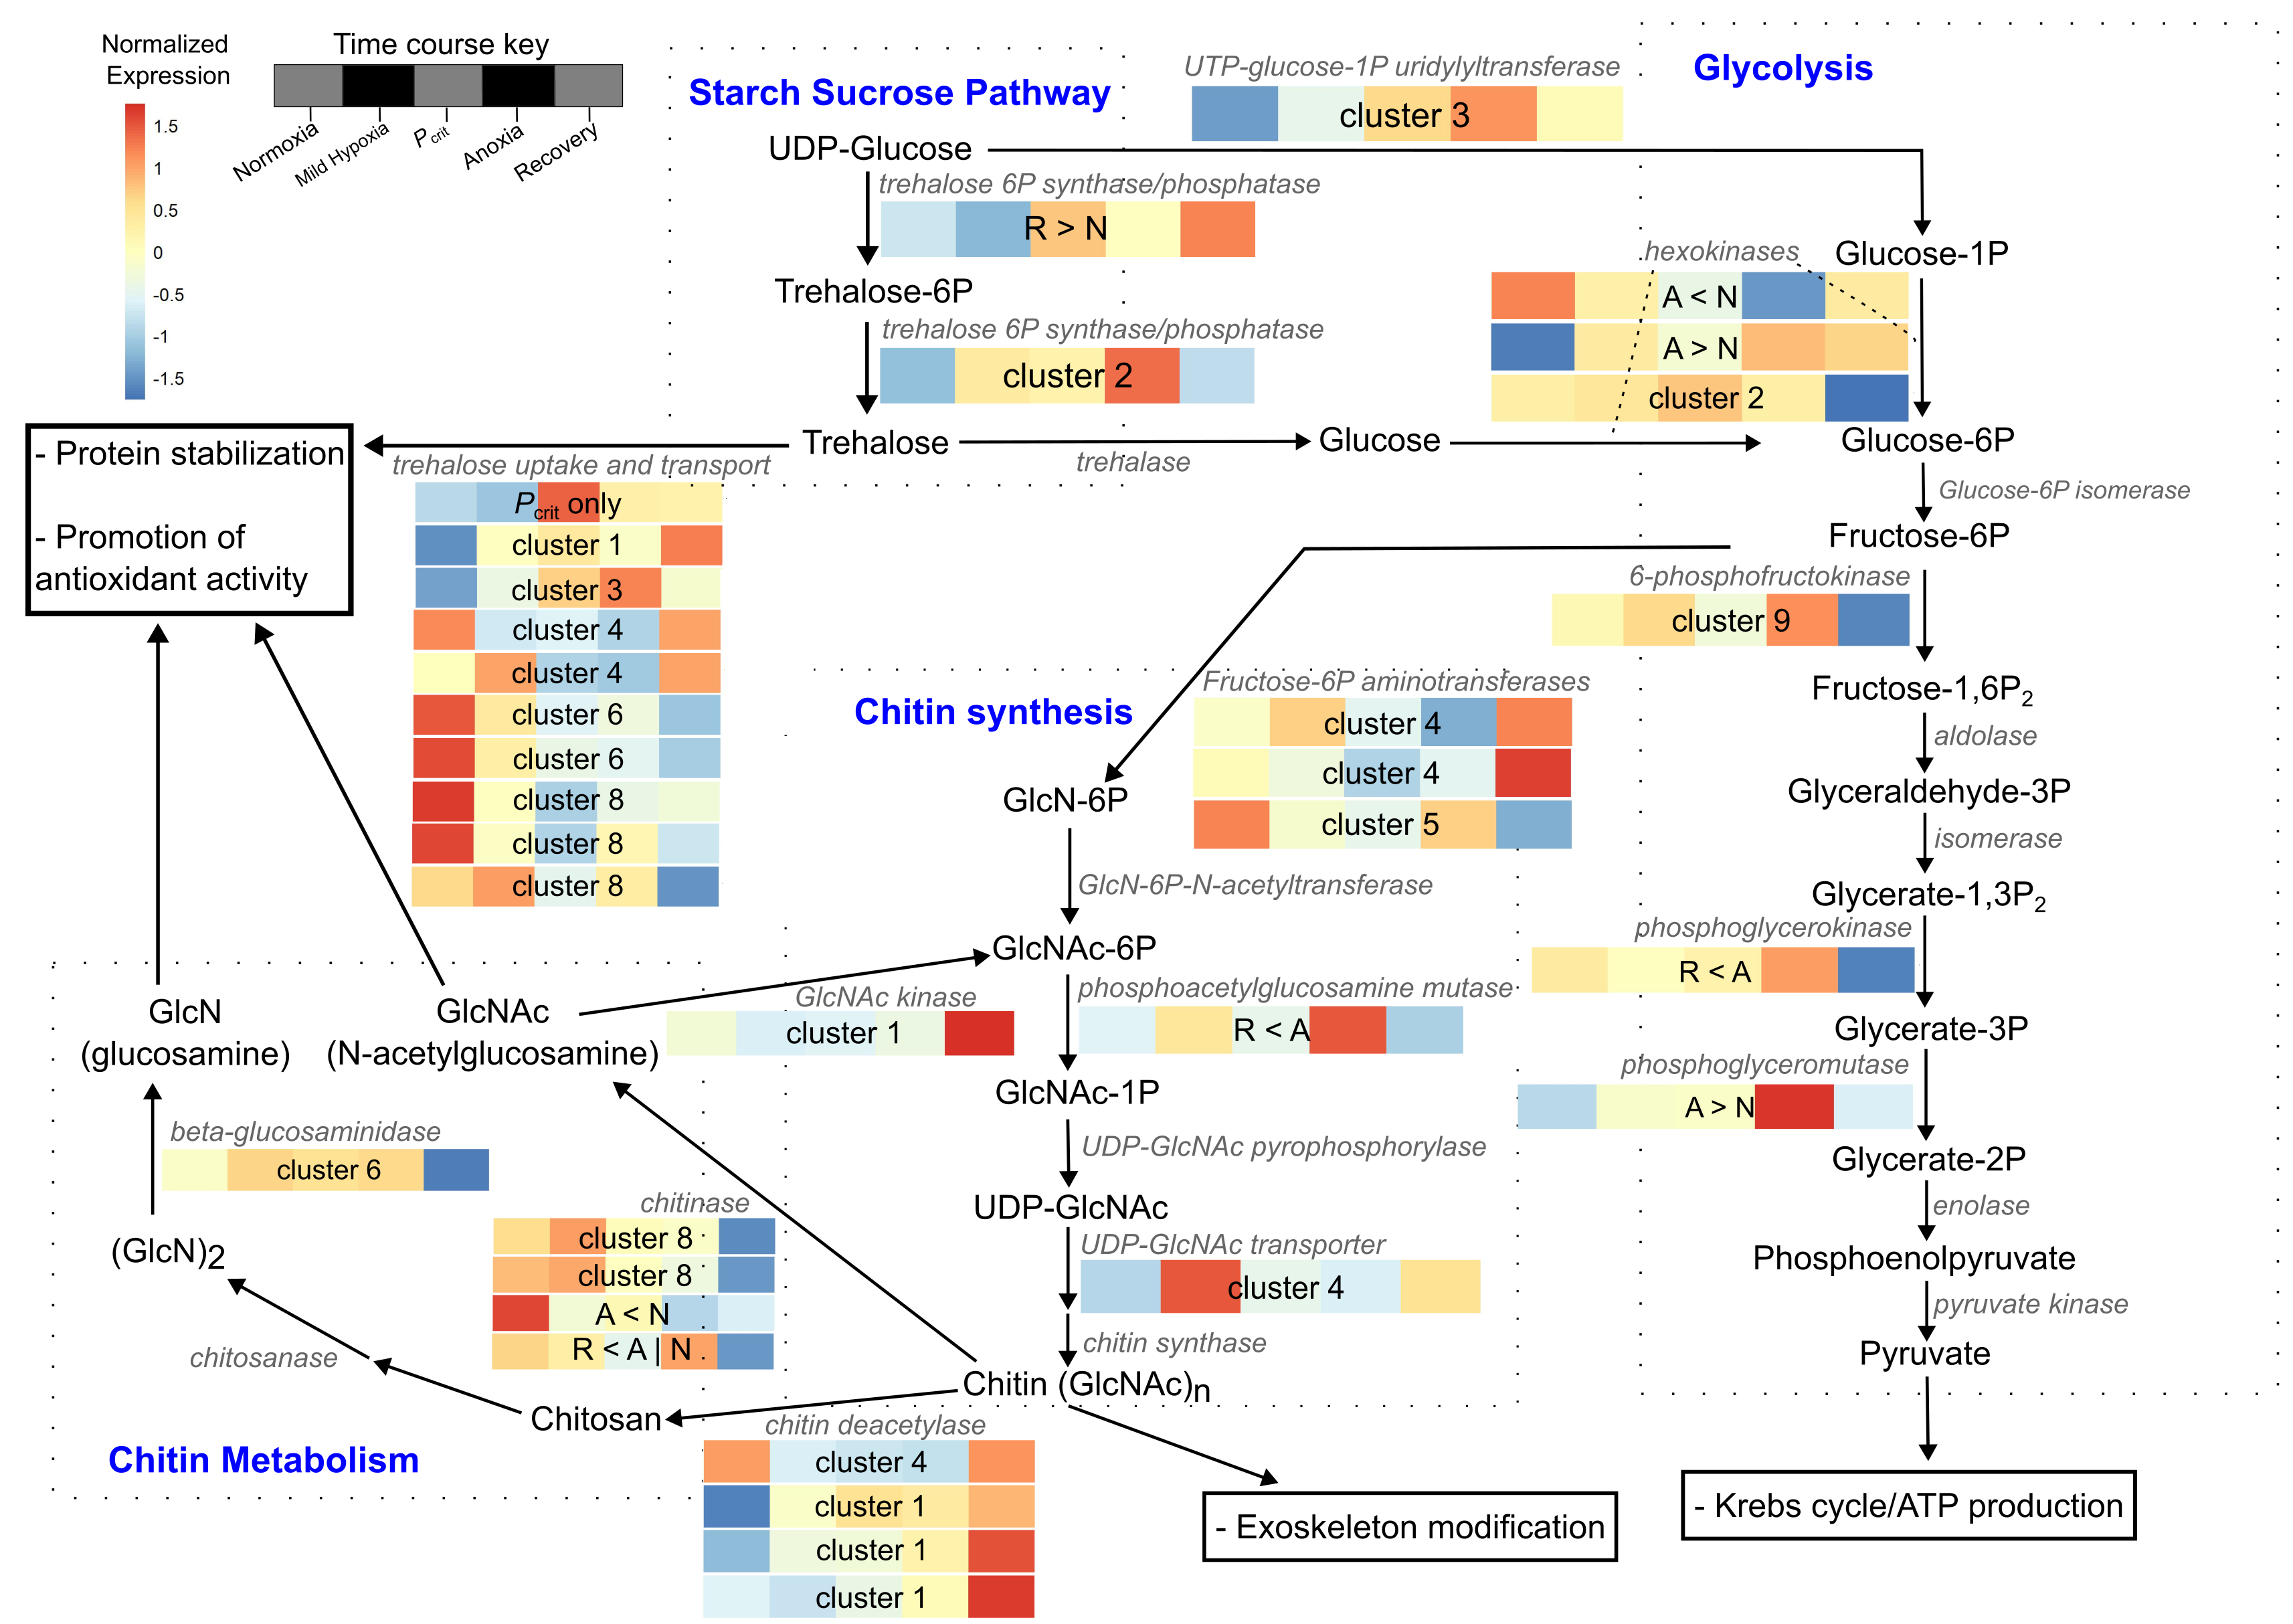 Normalized
Expression
1.5
1
0.5
0
-0.5
-1
-1.5
Time course key
Normoxia
Mild Hypoxia
Pcrit
Anoxia
Recovery
Starch Sucrose Pathway
UTP-glucose-1P uridylyltransferase
cluster 3
Glycolysis
UDP-Glucose
trehalose 6P synthase/phosphatase
R > N
Trehalose-6P
trehalose 6P synthase/phosphatase
cluster 2
hexokinases
Glucose-1P
A < N
A > N
cluster 2
Trehalose
trehalase
Glucose
Glucose-6P
Glucose-6P isomerase
Fructose-6P
- Protein stabilization
- Promotion of
antioxidant activity
trehalose uptake and transport
Pcrit only
cluster 1
cluster 3
cluster 4
cluster 4
cluster 6
cluster 6
cluster 8
cluster 8
cluster 8
6-phosphofructokinase
cluster 9
Fructose-1,6P2
aldolase
Glyceraldehyde-3P
isomerase
Glycerate-1,3P2
phosphoglycerokinase
R < A
Glycerate-3P
phosphoglyceromutase
A > N
Glycerate-2P
enolase
Phosphoenolpyruvate
pyruvate kinase
Pyruvate
- Krebs cycle/ATP production
Chitin synthesis
Fructose-6P aminotransferases
cluster 4
cluster 4
cluster 5
GlcN-6P
GlcN-6P-N-acetyltransferase
GlcNAc-6P
phosphoacetylglucosamine mutase
R < A
GlcNAc-1P
UDP-GlcNAc pyrophosphorylase
UDP-GlcNAc
UDP-GlcNAc transporter
cluster 4
chitin synthase
Chitin (GlcNAc)n
- Exoskeleton modification
GlcN
(glucosamine)
GlcNAc
(N-acetylglucosamine)
GlcNAc kinase
cluster 1
beta-glucosaminidase
cluster 6
(GlcN)2
chitinase
cluster 8
cluster 8
A < N
R < A | N
chitosanase
Chitosan
Chitin Metabolism
chitin deacetylase
cluster 4
cluster 1
cluster 1
cluster 1